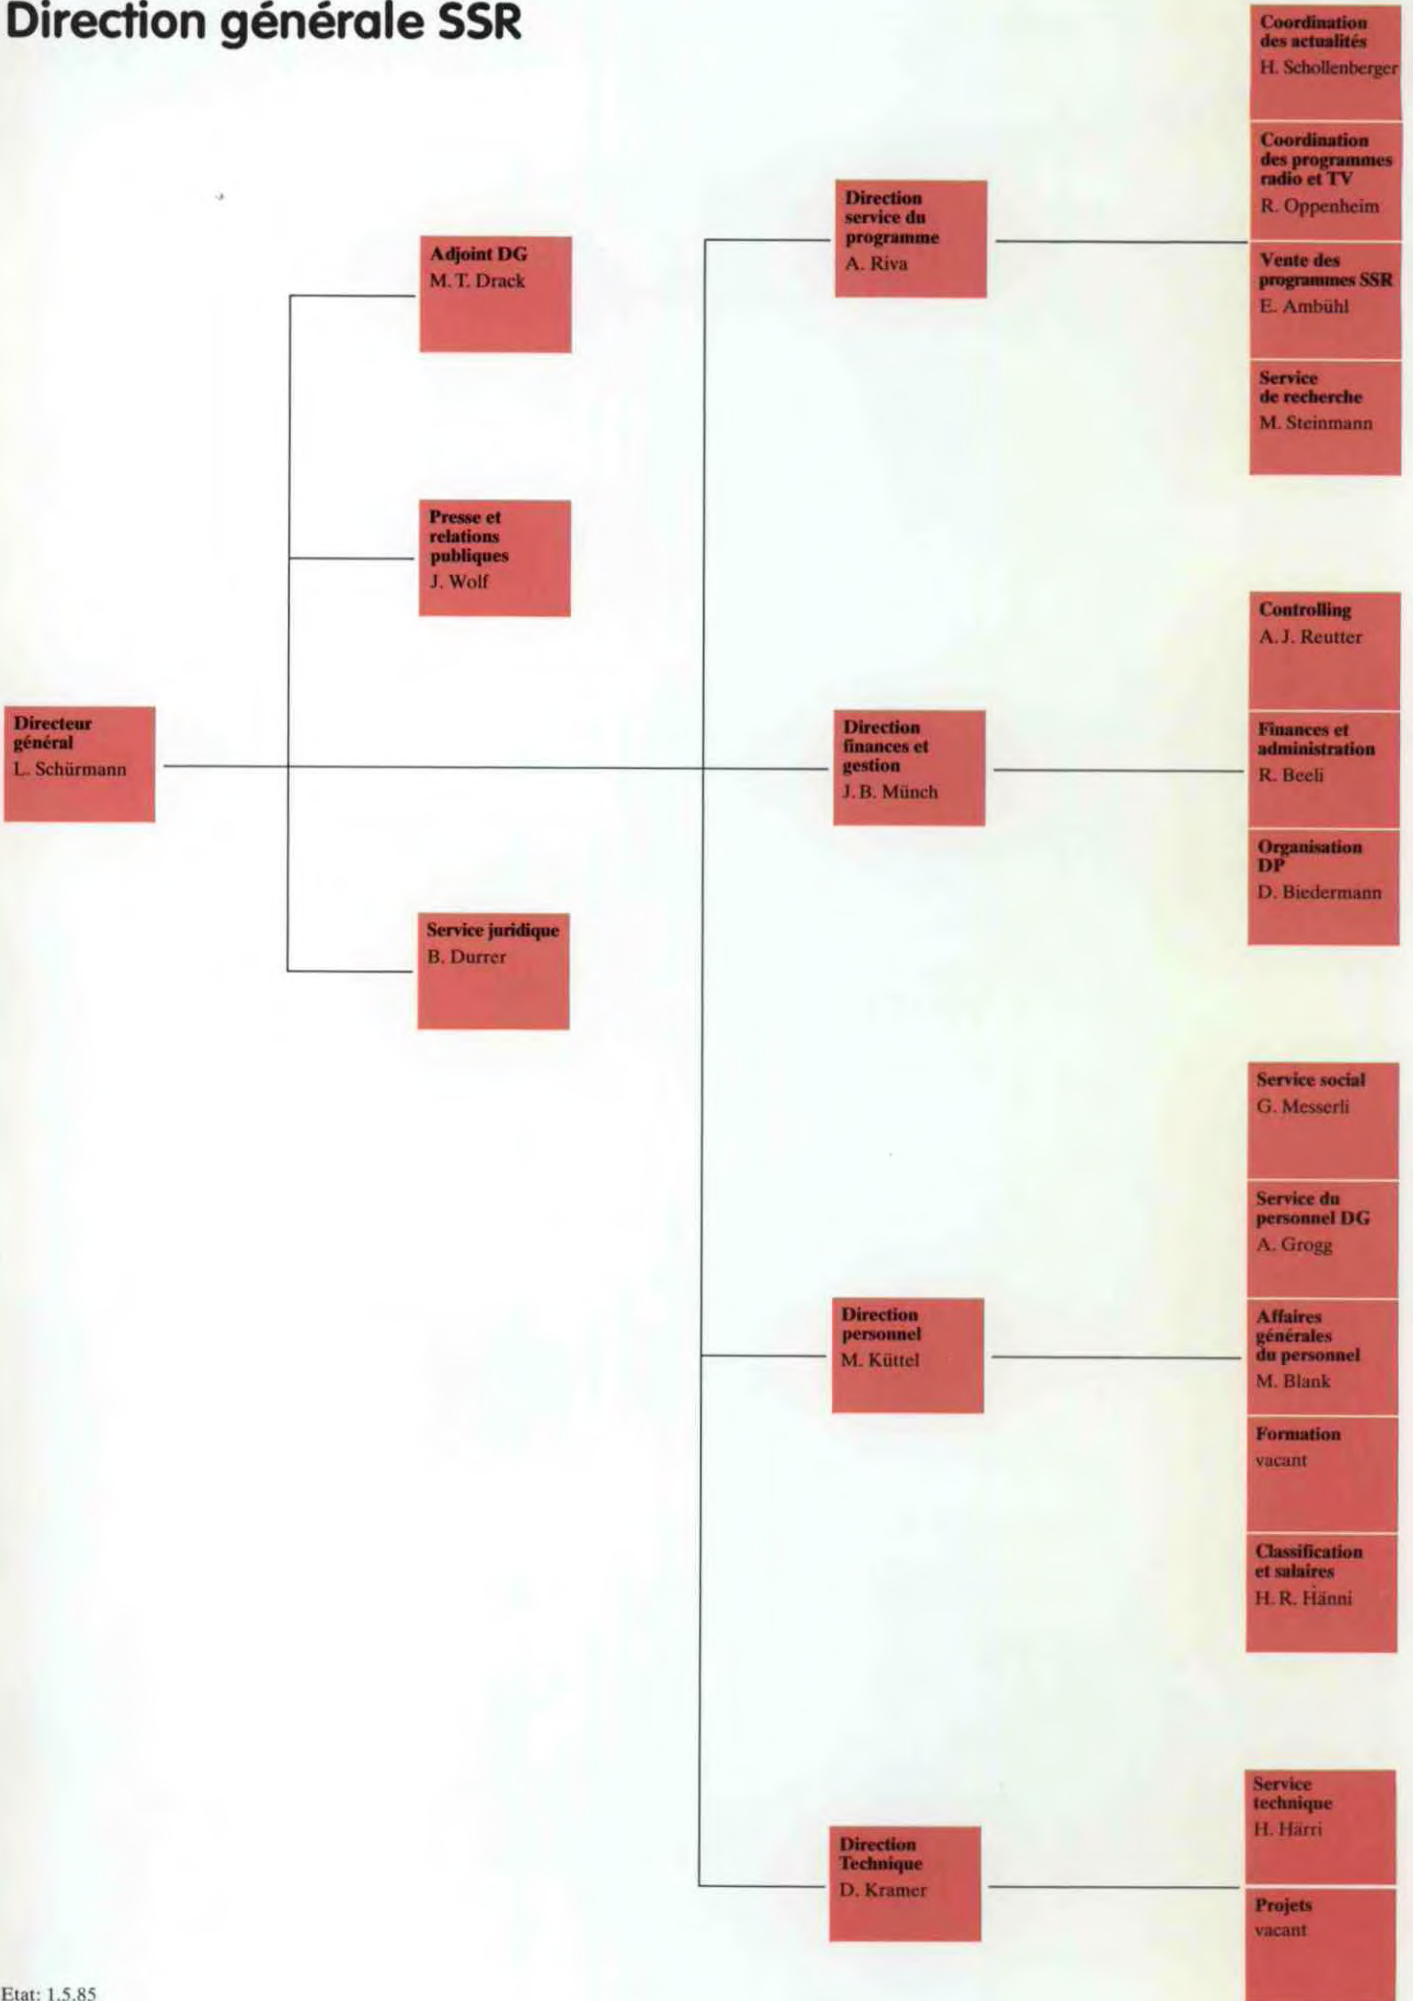 Direction générale SSR
Directeur
général
L. Schürmann
Adjoint DG
M. T. Drack
Presse et
relations
publiques
J. Wolf
Service juridique
B. Durrer
Direction
service du
programme
A. Riva
Coordination
des actualités
H. Schollenberger
Coordination
des programmes
radio et TV
R. Oppenheim
Vente des
programmes SSR
E. Ambühl
Service
de recherche
M. Steinmann
Direction
finances et
gestion
J. B. Münch
Controlling
A. J. Reutter
Finances et
administration
R. Beeli
Organisation
DP
D. Biedermann
Direction
personnel
M. Küttel
Service social
G. Messerli
Service du
personnel DG
A. Grogg
Affaires
générales
du personnel
M. Blank
Formation
vacant
Classification
et salaires
H. R. Hänni
Direction
Technique
D. Kramer
Service
technique
H. Härri
Projets
vacant
Etat: 1.5.85